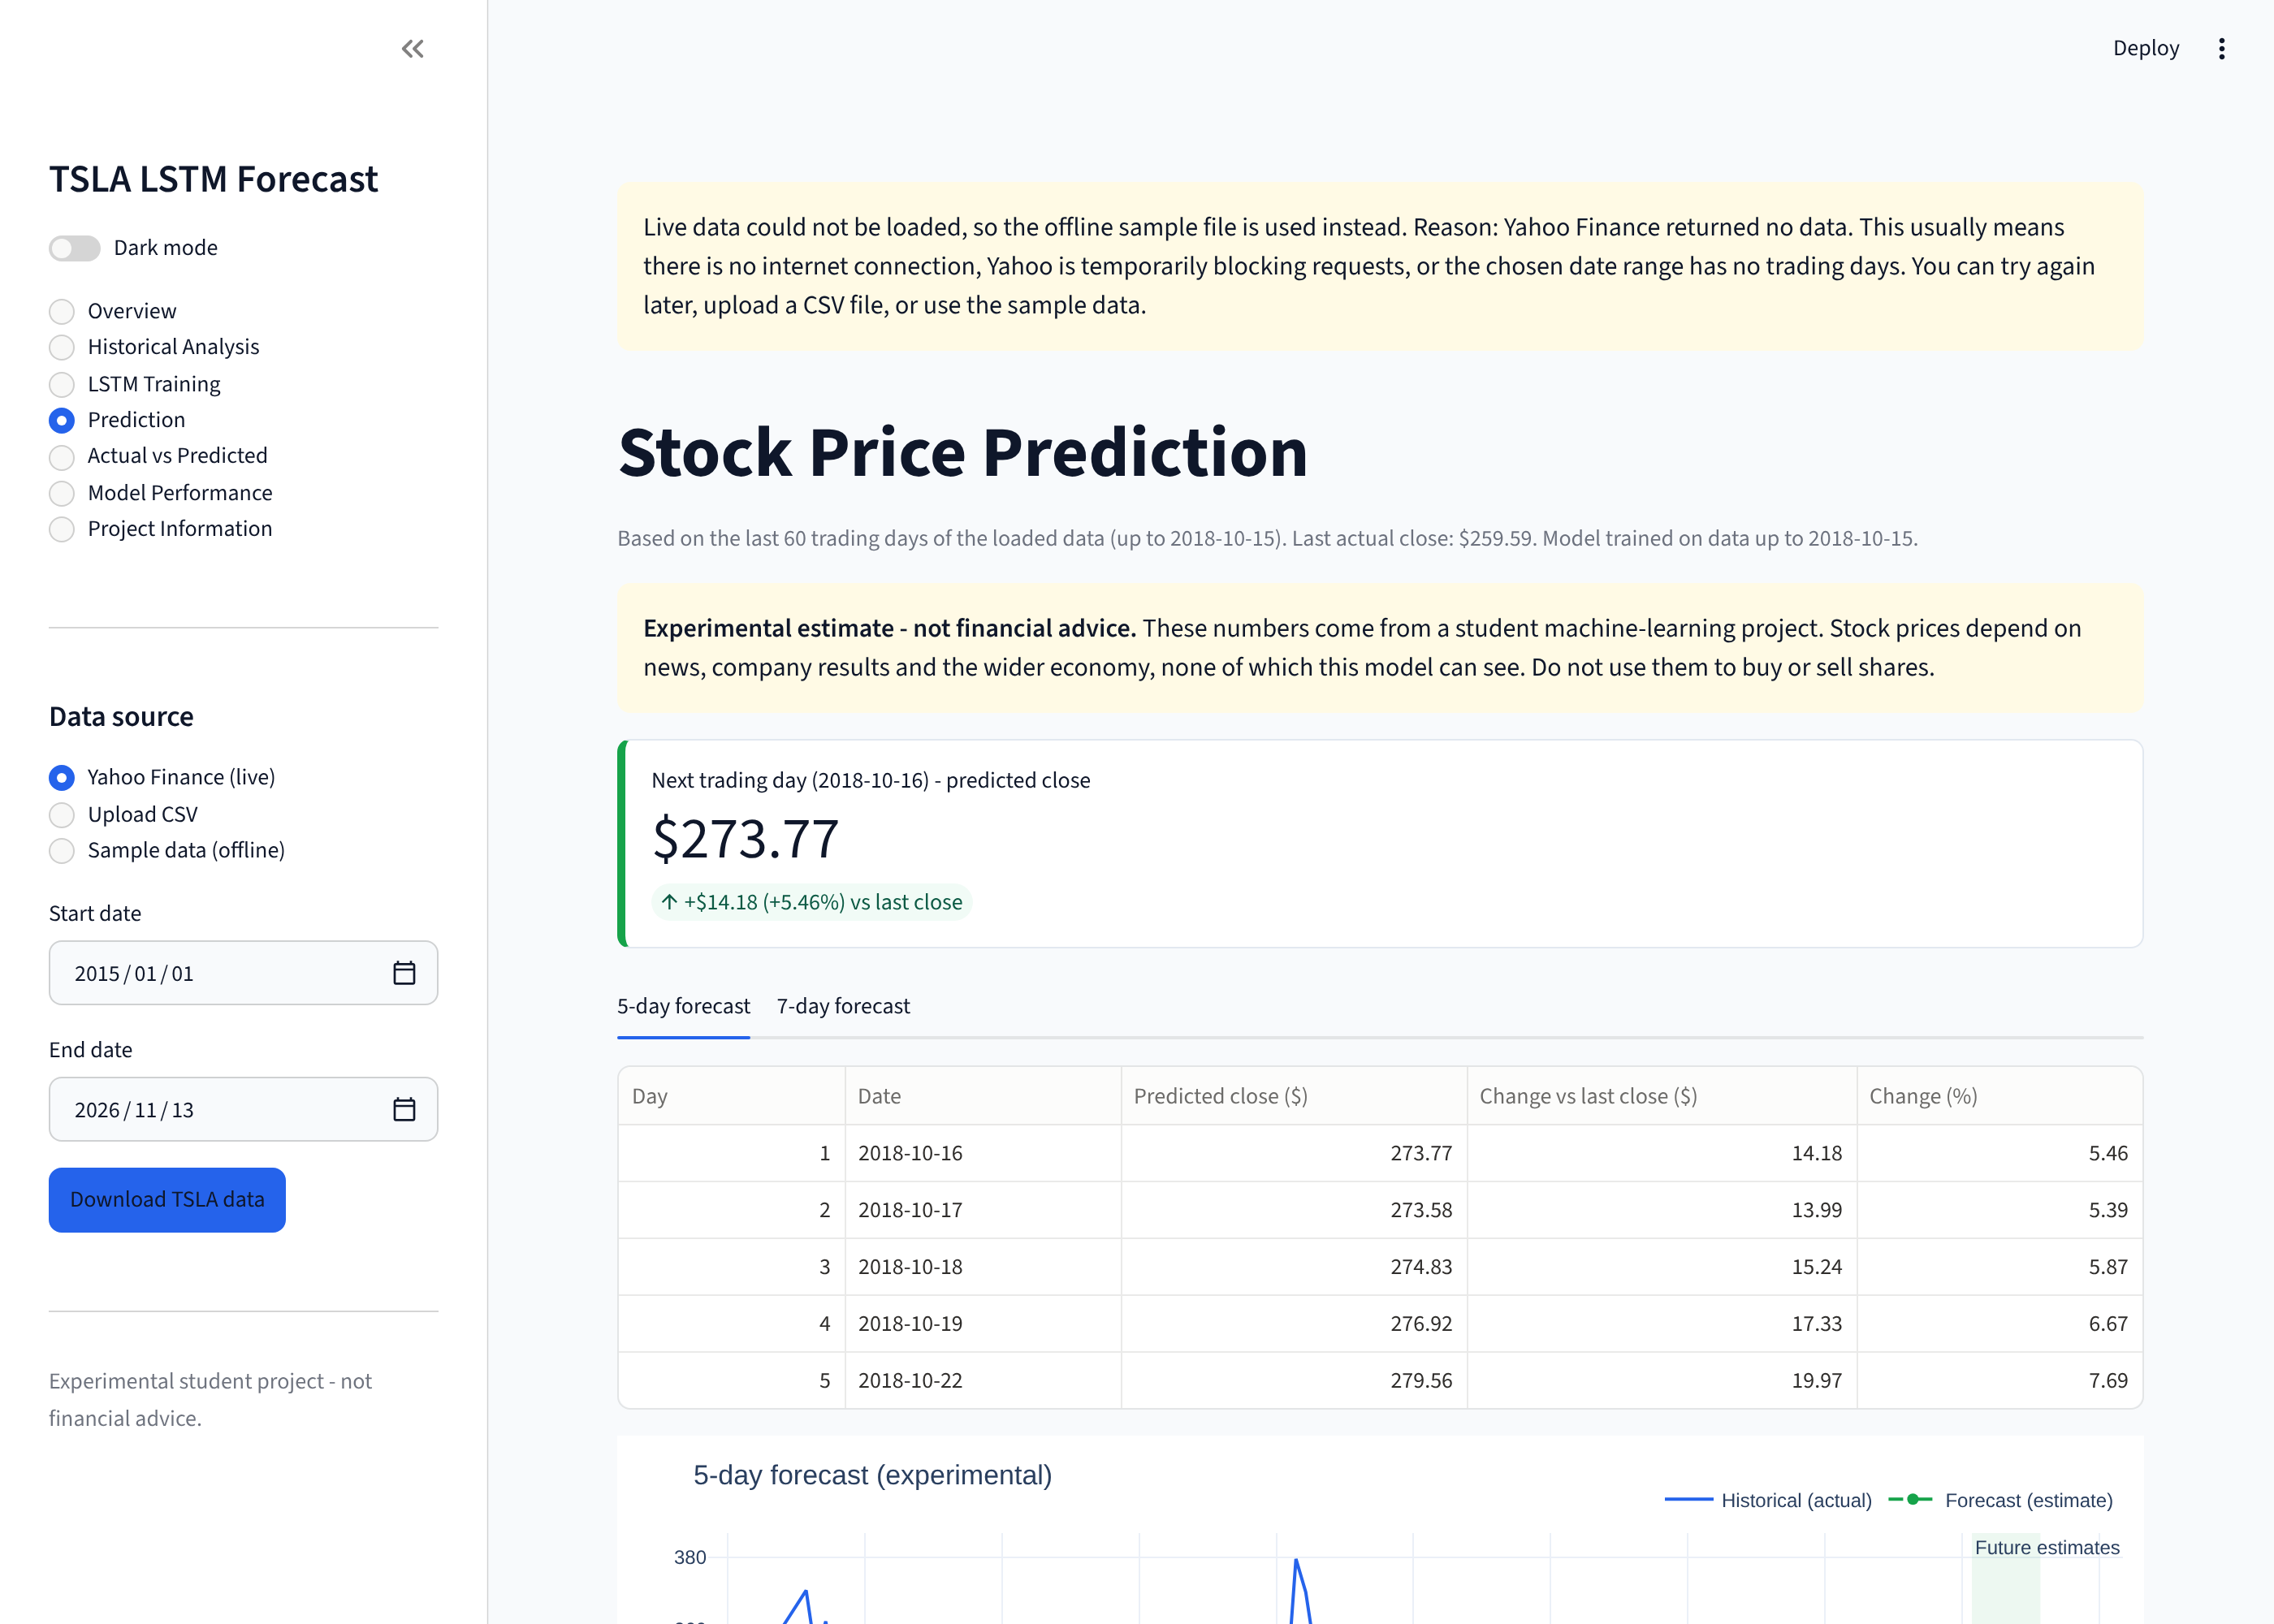 Deploy
TSLA LSTM Forecast
Dark mode
Overview
Historical Analysis
LSTM Training
Prediction
Actual vs Predicted
Model Performance
Project Information
Data source
Yahoo Finance (live)
Upload CSV
Sample data (offline)
Start date
2015 / 01 / 01
End date
2026 / 11 / 13
Download TSLA data
Experimental student project - not
financial advice.
Live data could not be loaded, so the offline sample file is used instead. Reason: Yahoo Finance returned no data. This usually means
there is no internet connection, Yahoo is temporarily blocking requests, or the chosen date range has no trading days. You can try again
later, upload a CSV file, or use the sample data.
Stock Price Prediction
Based on the last 60 trading days of the loaded data (up to 2018-10-15). Last actual close: $259.59. Model trained on data up to 2018-10-15.
Experimental estimate - not financial advice. These numbers come from a student machine-learning project. Stock prices depend on
news, company results and the wider economy, none of which this model can see. Do not use them to buy or sell shares.
Next trading day (2018-10-16) - predicted close
$273.77
↑ +$14.18 (+5.46%) vs last close
5-day forecast 7-day forecast
Day Date Predicted close ($) Change vs last close ($) Change (%)
1 2018-10-16 273.77 14.18 5.46
2 2018-10-17 273.58 13.99 5.39
3 2018-10-18 274.83 15.24 5.87
4 2018-10-19 276.92 17.33 6.67
5 2018-10-22 279.56 19.97 7.69
5-day forecast (experimental)
Historical (actual) Forecast (estimate)
Future estimates
380